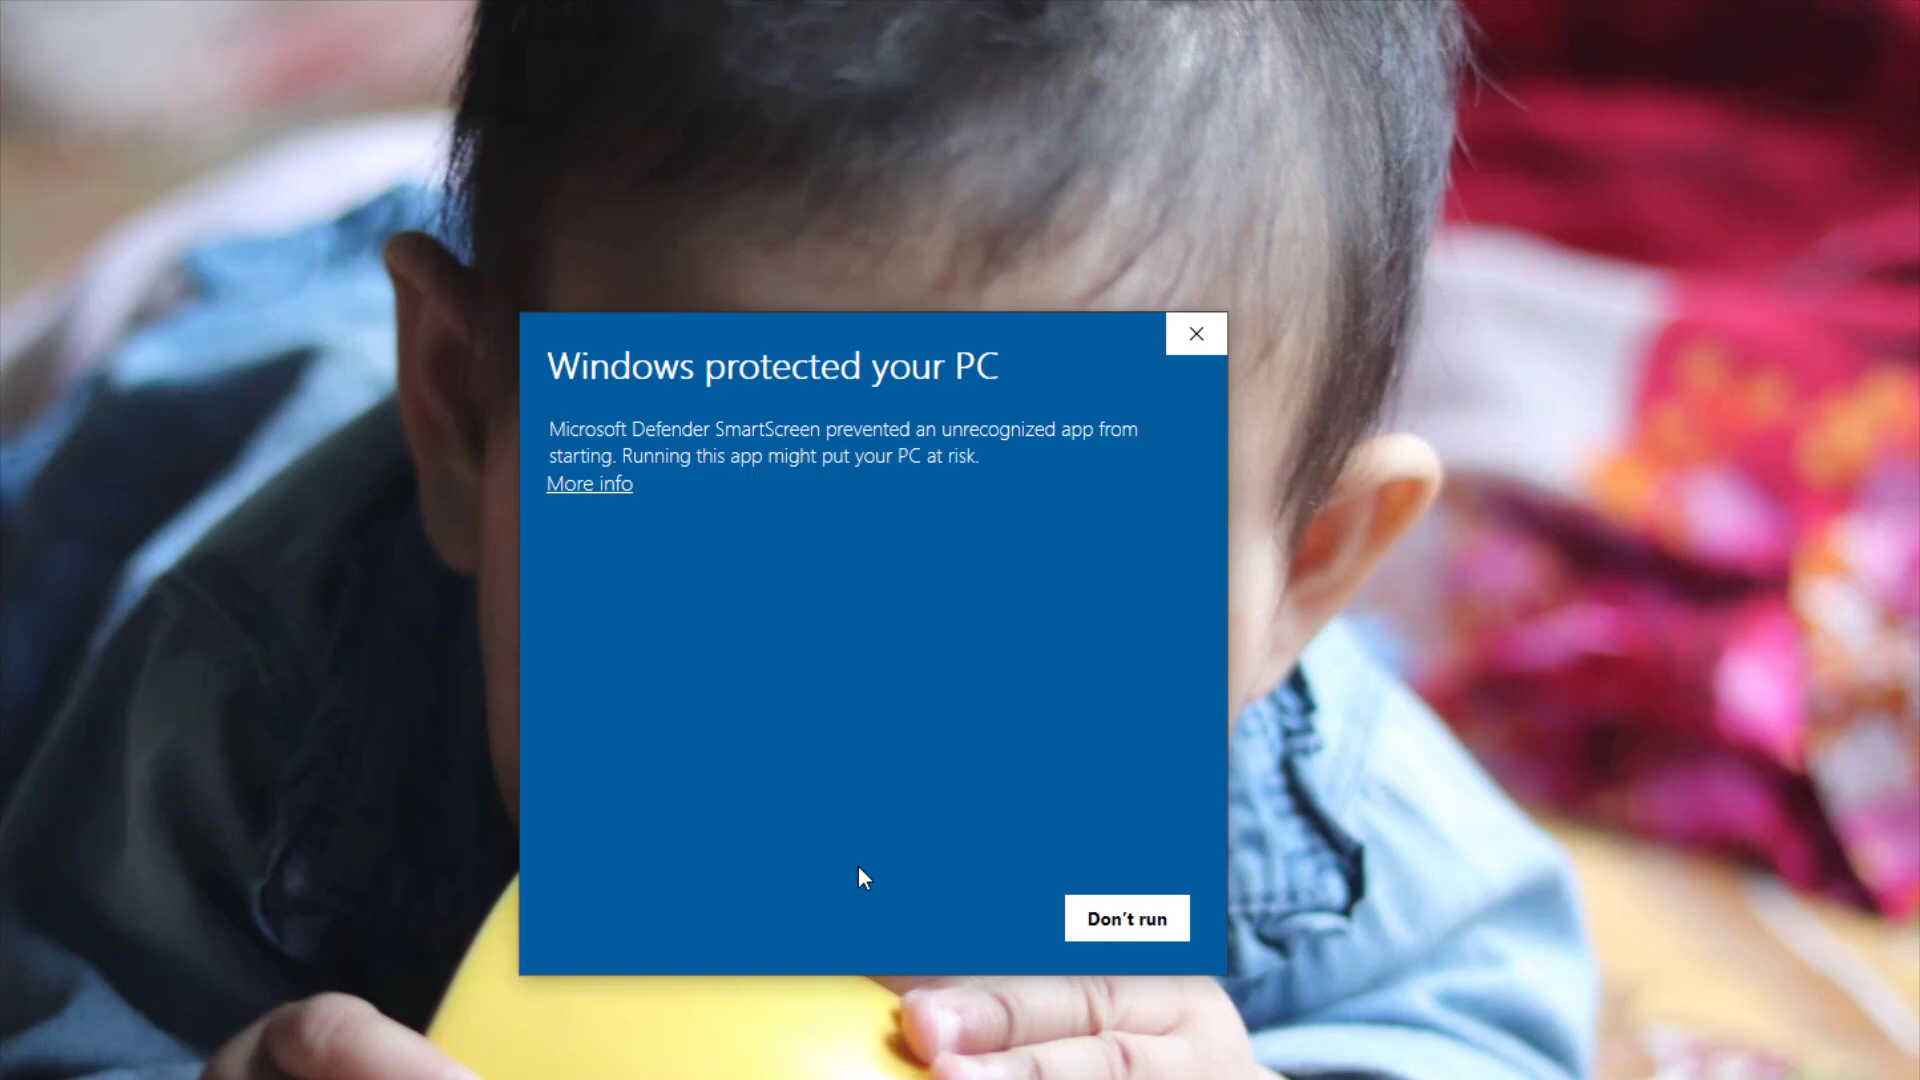 Windows protected your PC
Microsoft Defender SmartScreen prevented an unrecognized app from
starting. Running this app might put your PC at risk.
More info
Don’t run